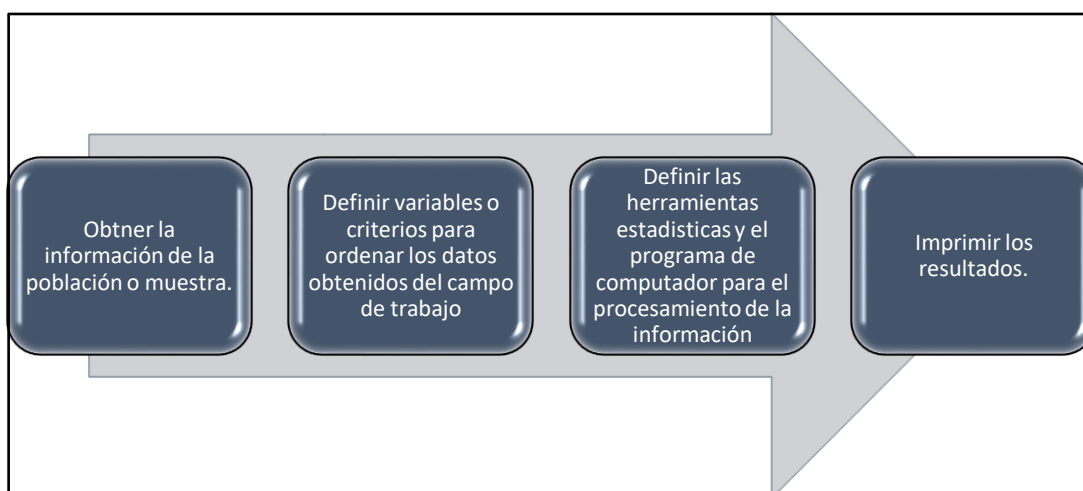 Obtner la
información de la
población o muestra.
Definir variables o
criterios para
ordenar los datos
obtenidos del campo
de trabajo
Definir las
herramientas
estadisticas y el
programa de
computador para el
procesamiento de la
información
Imprimir los
resultados.